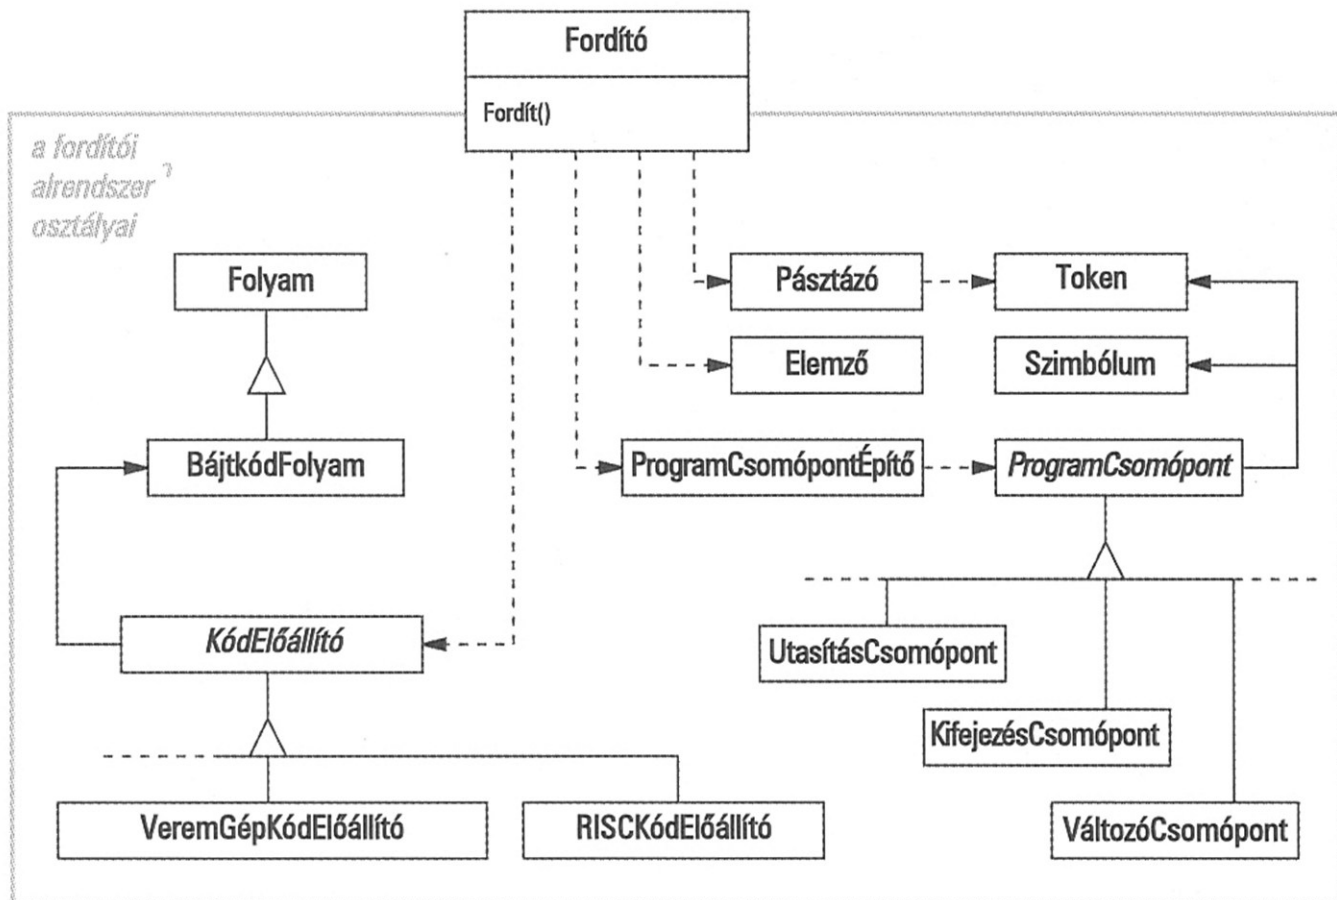 Fordító
Fordít()
a fordítói
alrendszer
osztályai
Folyam
Pásztázó
Token
Elemző
Szimbólum
BájtkódFolyam
ProgramCsomópontÉpítő
ProgramCsomópont
KódElőállító
UtasításCsomópont
KifejezésCsomópont
VeremGépKódElőállító
RISCKódElőállító
VáltozóCsomópont